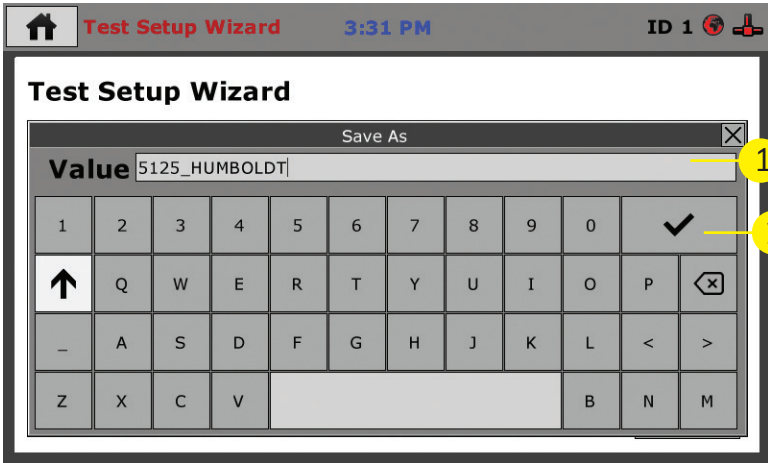 Test Setup Wizard 3:31 PM ID 1
Test Setup Wizard
Save As
Value 5125_HUMBOLDT 1
1 2 3 4 5 6 7 8 9 0
Q W E R T Y U I O P
_ A S D F G H J K L < >
Z X C V B N M